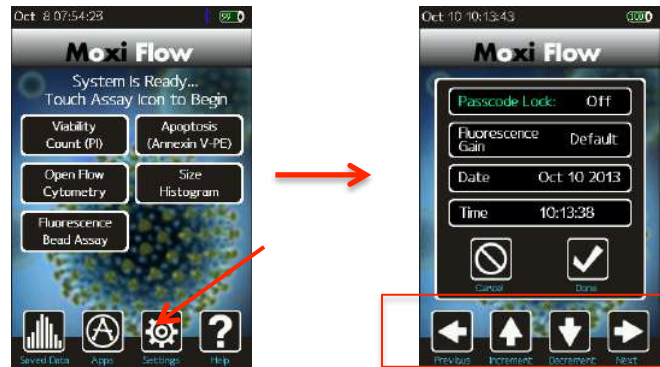 Oct 8 07:54:23
99
Moxi Flow
System Is Ready...
Touch Assay Icon to Begin
Viability
Count (PI)
Apoptosis
(Annexin V-PE)
Open Flow
Cytometry
Size
Histogram
Fluorescence
Bead Assay
Saved Data
Apps
Settings
?
Help
Oct 10 10:13:43
100
Moxi Flow
Passcode Lock: Off
Fluorescence
Gain
Default
Date Oct 10 2013
Time 10:13:38
Cancel
Done
Previous
Increment
Decrement
Next